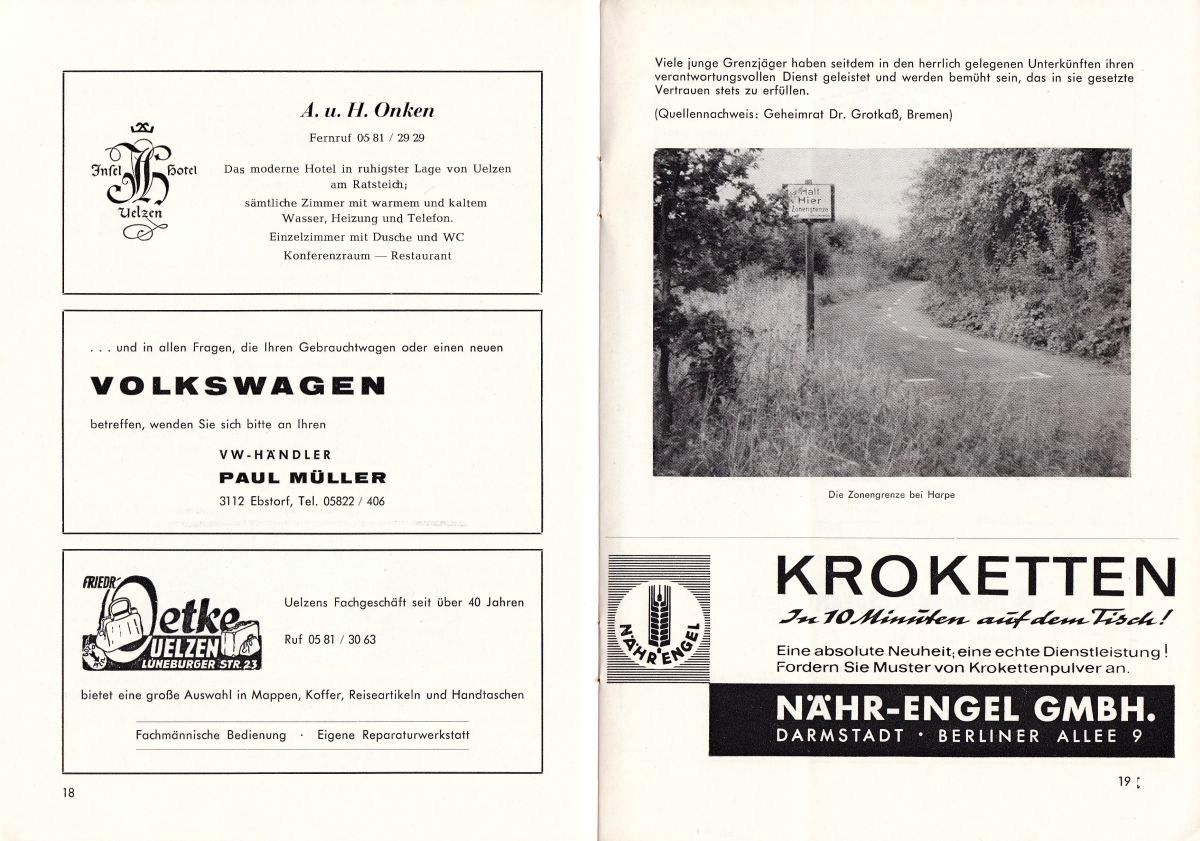 A. u. H. Onken
Fernruf 05 81 / 29 29
Insel Hotel
Uelzen
Das moderne Hotel in ruhigster Lage von Uelzen
am Ratsteich;
sämtliche Zimmer mit warmem und kaltem
Wasser, Heizung und Telefon.
Einzelzimmer mit Dusche und WC
Konferenzraum — Restaurant
. . . und in allen Fragen, die Ihren Gebrauchtwagen oder einen neuen
VOLKSWAGEN
betreffen, wenden Sie sich bitte an Ihren
VW-HÄNDLER
PAUL MÜLLER
3112 Ebstorf, Tel. 05822 / 406
FRIEDR. Oetke
UELZEN
LÜNEBURGER STR. 23
Uelzens Fachgeschäft seit über 40 Jahren
Ruf 05 81 / 30 63
bietet eine große Auswahl in Mappen, Koffer, Reiseartikeln und Handtaschen
Fachmännische Bedienung · Eigene Reparaturwerkstatt
18
Viele junge Grenzjäger haben seitdem in den herrlich gelegenen Unterkünften ihren
verantwortungsvollen Dienst geleistet und werden bemüht sein, das in sie gesetzte
Vertrauen stets zu erfüllen.
(Quellennachweis: Geheimrat Dr. Grotkaß, Bremen)
Halt
Hier
Zonengrenze
Die Zonengrenze bei Harpe
NÄHR ENGEL
KROKETTEN
In 10 Minuten auf dem Tisch!
Eine absolute Neuheit; eine echte Dienstleistung!
Fordern Sie Muster von Krokettenpulver an.
NÄHR-ENGEL GMBH.
DARMSTADT · BERLINER ALLEE 9
19